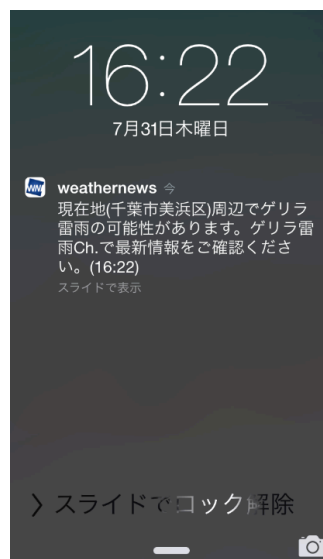 16:22
7月31日木曜日
WN
weathernews 今
現在地(千葉市美浜区)周辺でゲリラ
雷雨の可能性があります。ゲリラ雷
雨Ch.で最新情報をご確認くださ
い。(16:22)
スライドで表示
スライドでロック解除